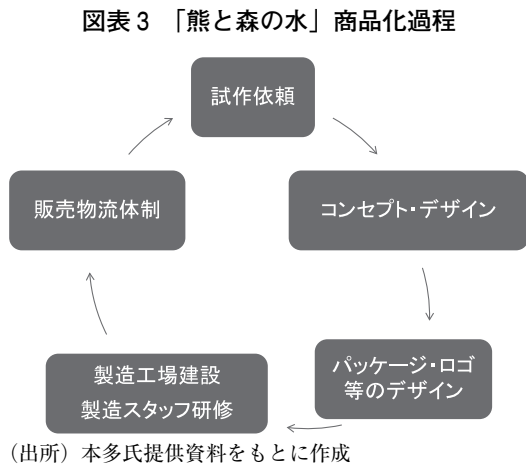 図表3 「熊と森の水」商品化過程
試作依頼
コンセプト・デザイン
パッケージ・ロゴ
等のデザイン
製造工場建設
製造スタッフ研修
販売物流体制
（出所）本多氏提供資料をもとに作成